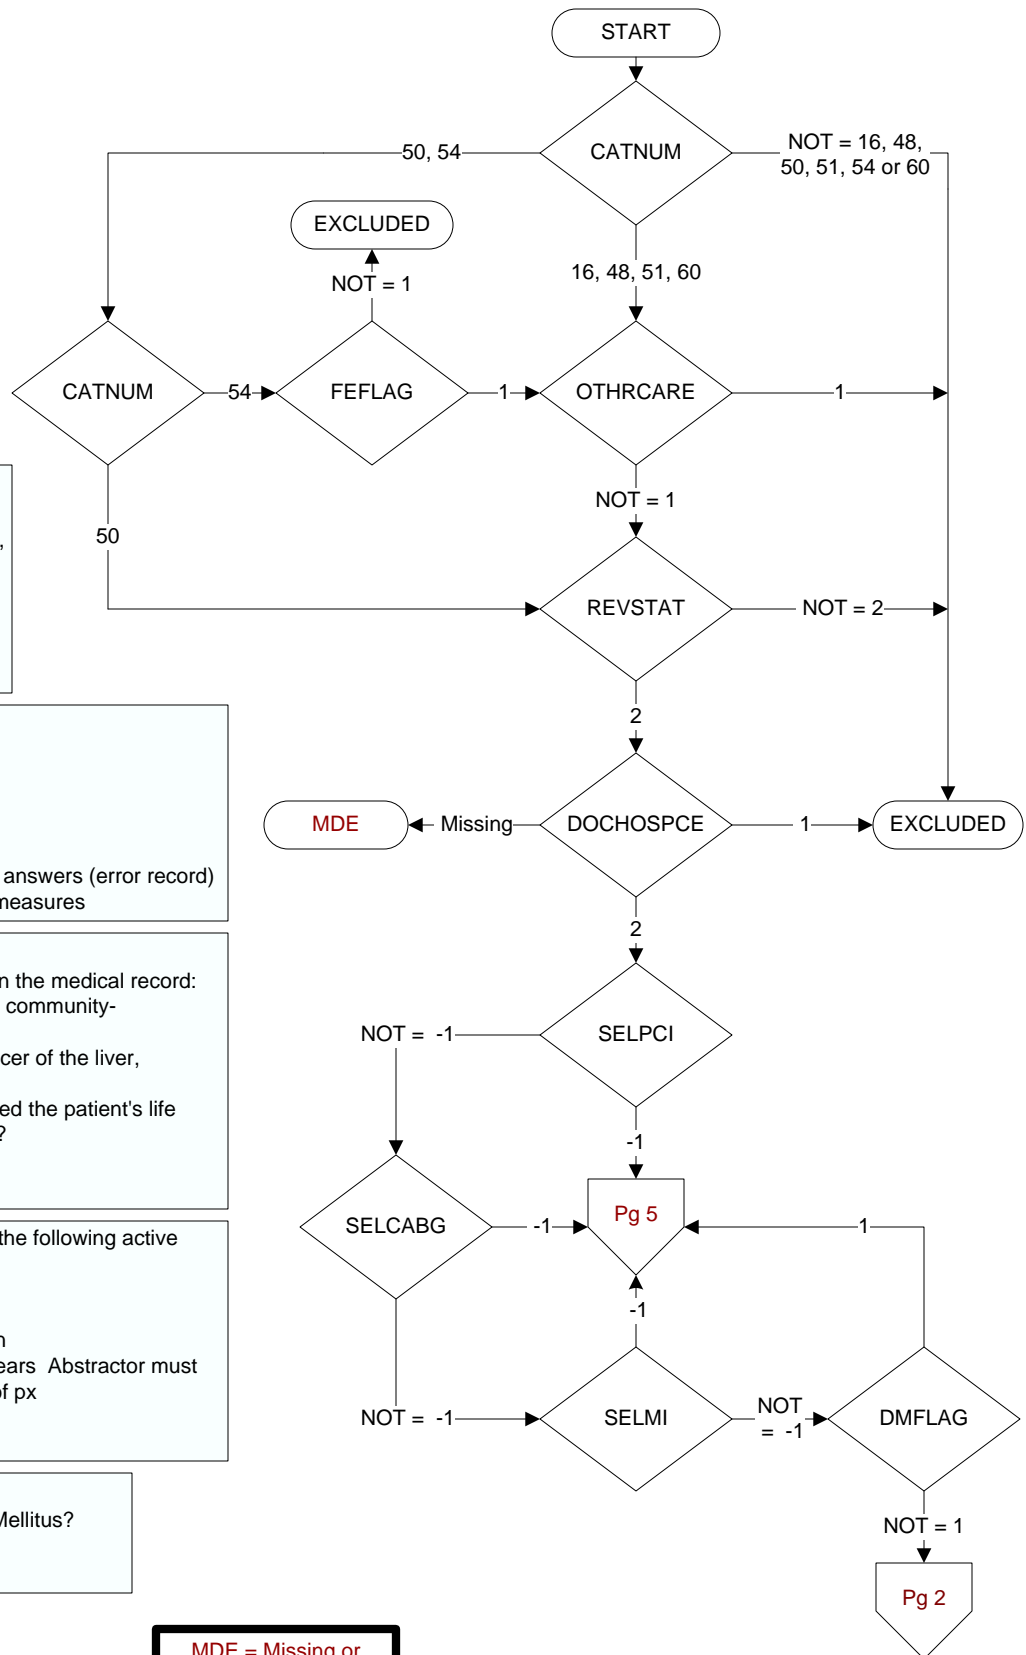 START
CATNUM
50, 54
NOT = 16, 48,
50, 51, 54 or 60
EXCLUDED
NOT = 1
16, 48, 51, 60
CATNUM
54
FEFLAG
1
OTHRCARE
1
50
NOT = 1
,
REVSTAT
NOT = 2
2
MDE
Missing
DOCHOSPCE
1
EXCLUDED
answers (error record)
measures
2
n the medical record:
community-
cer of the liver,
ed the patient's life
?
SELPCI
NOT = -1
-1
SELCABG
-1
Pg 5
1
the following active
n
ears Abstractor must
of px
-1
NOT = -1
SELMI
NOT
= -1
DMFLAG
Mellitus?
NOT = 1
Pg 2
MDE = Missing or